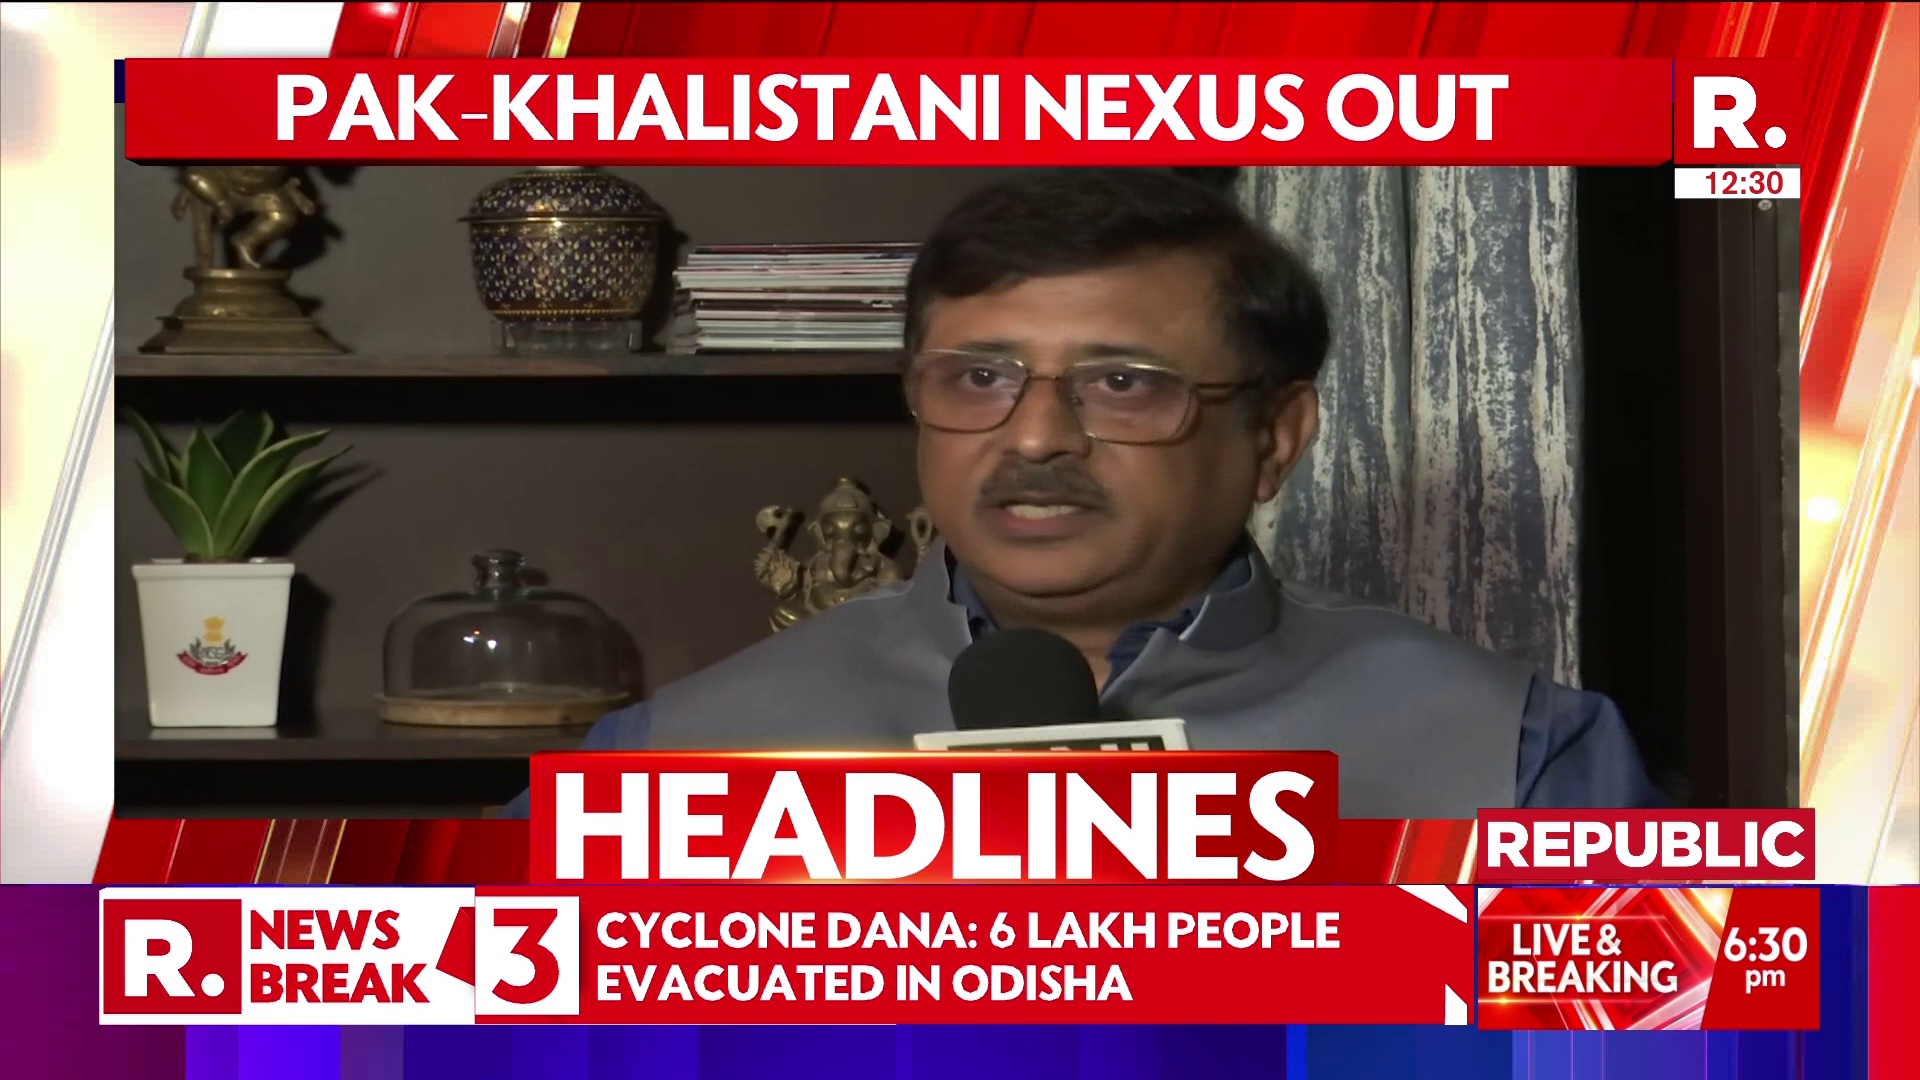 PAK-KHALISTANI NEXUS OUT
R.
12:30
HEADLINES
REPUBLIC
R.
NEWS
BREAK
3
CYCLONE DANA: 6 LAKH PEOPLE
EVACUATED IN ODISHA
LIVE &
BREAKING
6:30
pm